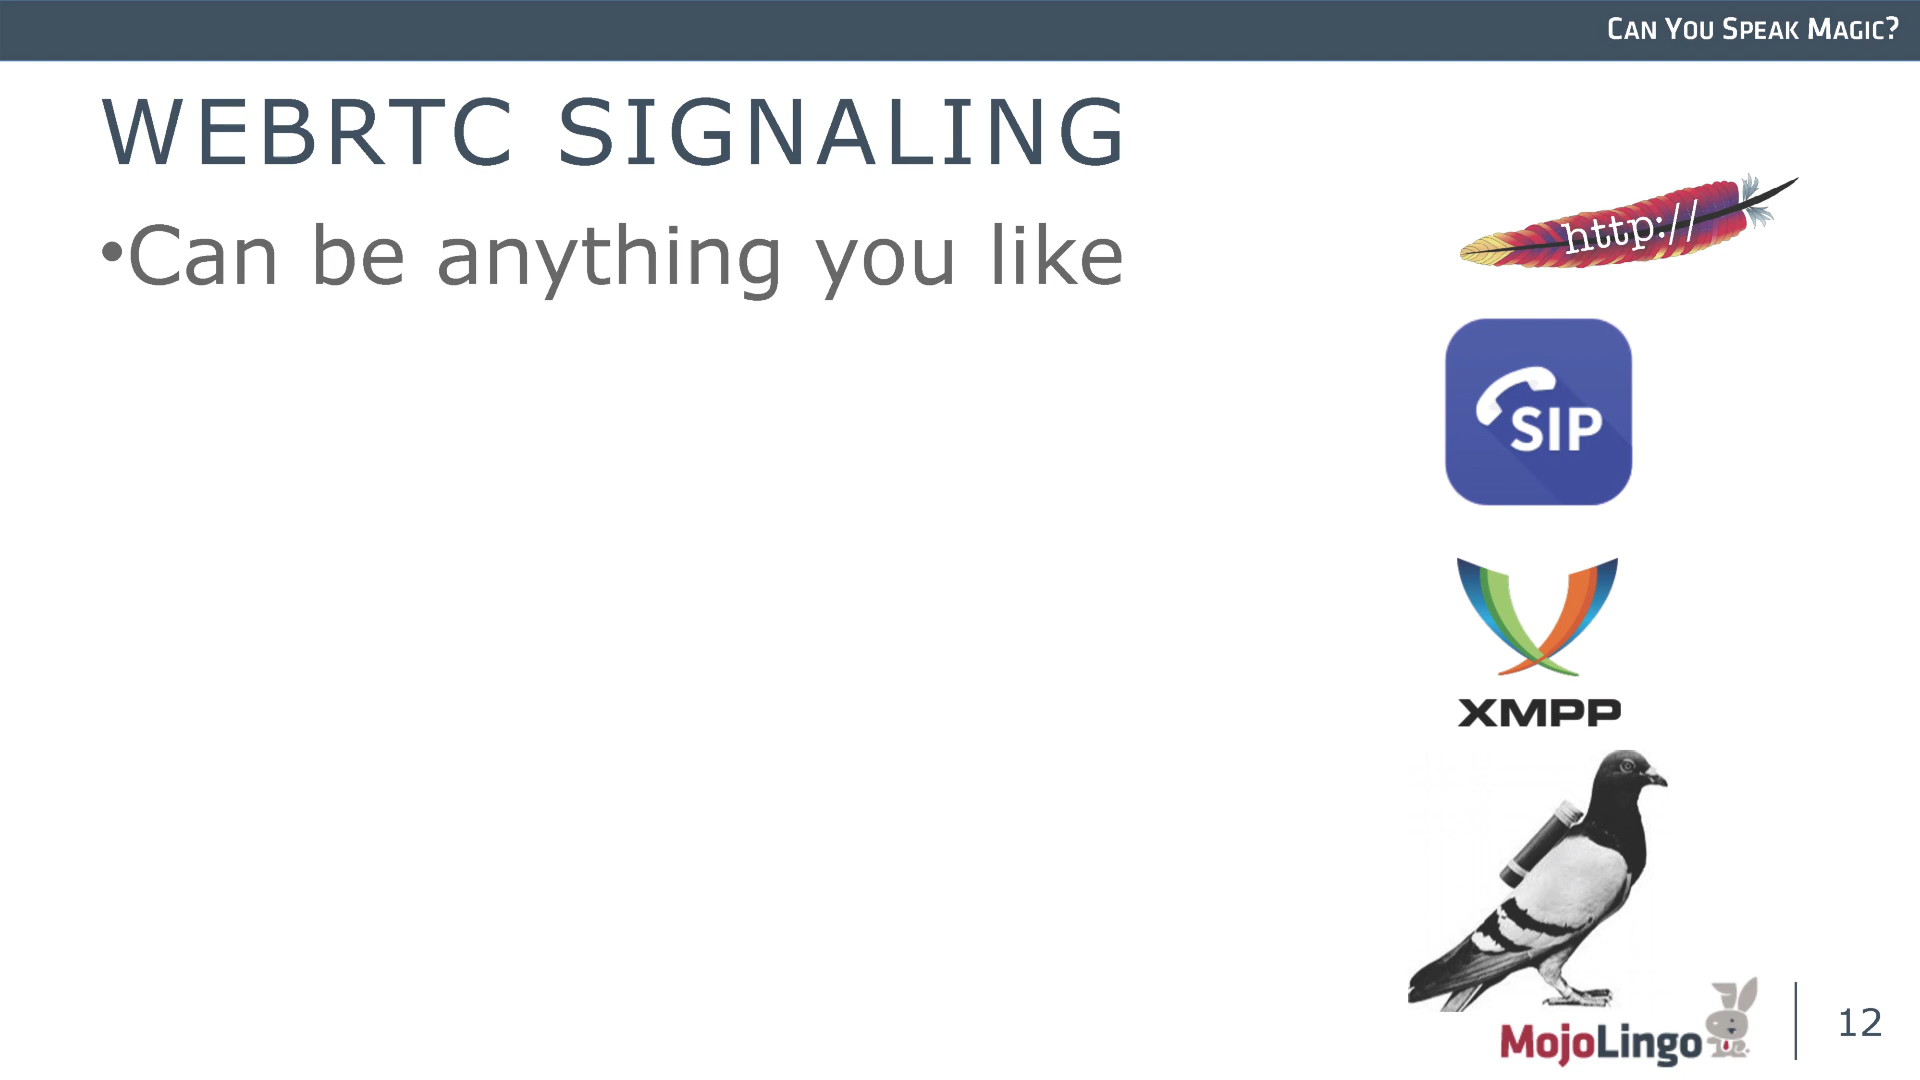 CAN YOU SPEAK MAGIC?
WEBRTC SIGNALING
•Can be anything you like
http://
SIP
XMPP
MojoLingo
12